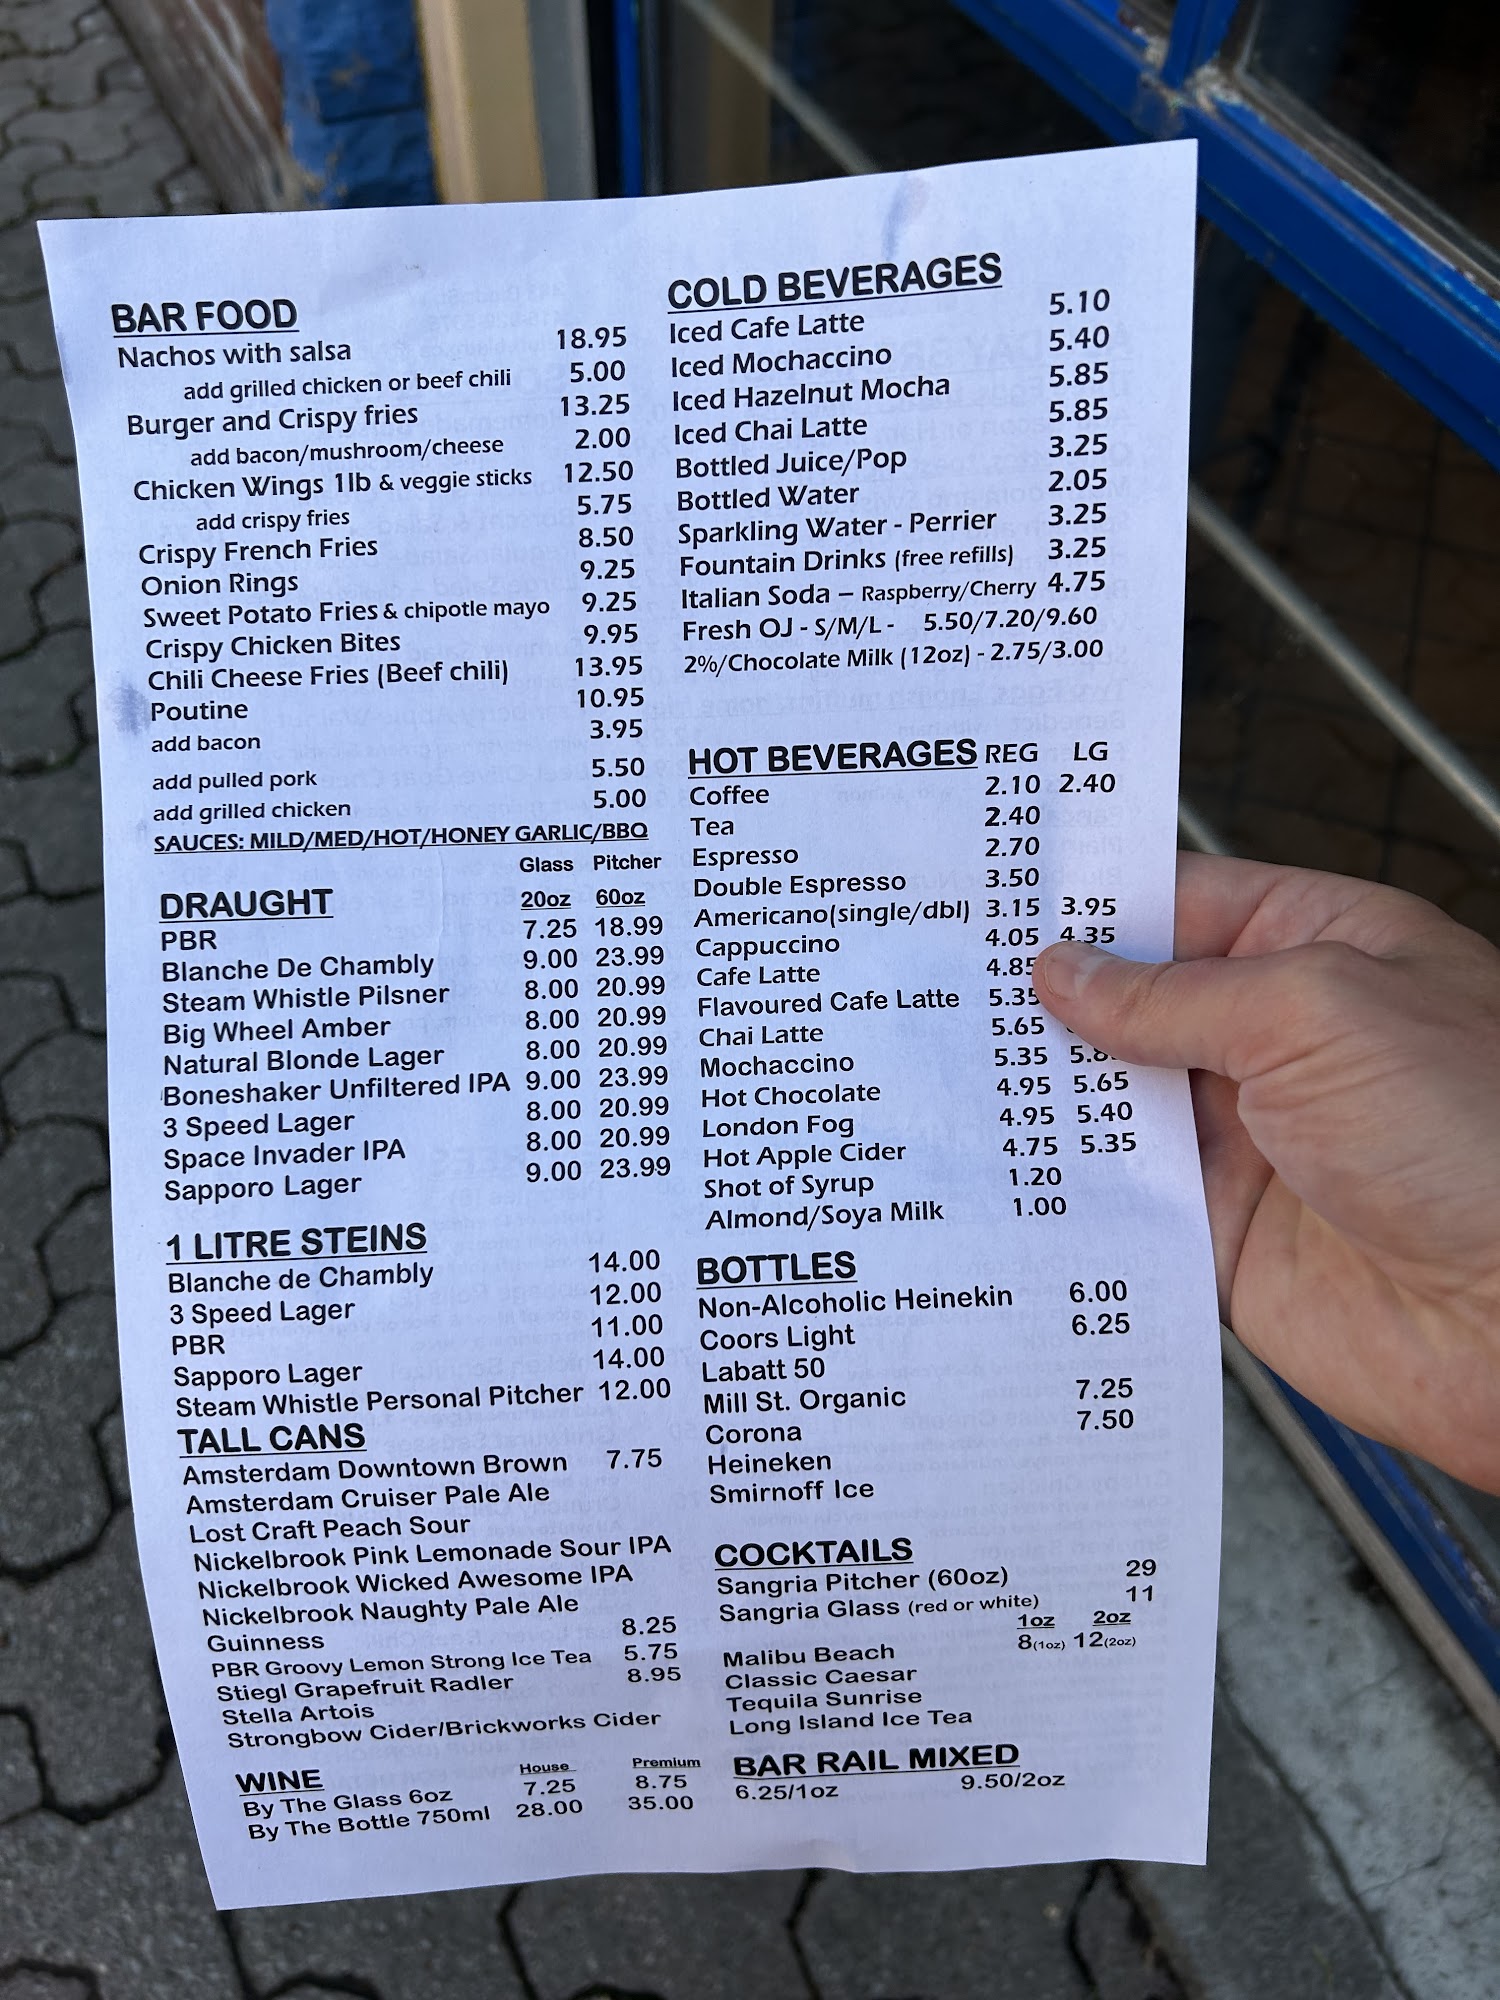 BAR FOOD
Nachos with salsa 18.95
add grilled chicken or beef chili 5.00
Burger and Crispy fries 13.25
add bacon/mushroom/cheese 2.00
Chicken Wings 1lb & veggie sticks 12.50
add crispy fries 5.75
Crispy French Fries 8.50
Onion Rings 9.25
Sweet Potato Fries & chipotle mayo 9.25
Crispy Chicken Bites 9.95
Chili Cheese Fries (Beef chili) 13.95
Poutine 10.95
add bacon 3.95
add pulled pork 5.50
add grilled chicken 5.00
SAUCES: MILD/MED/HOT/HONEY GARLIC/BBQ
Glass Pitcher
DRAUGHT 20oz 60oz
PBR 7.25 18.99
Blanche De Chambly 9.00 23.99
Steam Whistle Pilsner 8.00 20.99
Big Wheel Amber 8.00 20.99
Natural Blonde Lager 8.00 20.99
Boneshaker Unfiltered IPA 9.00 23.99
3 Speed Lager 8.00 20.99
Space Invader IPA 8.00 20.99
Sapporo Lager 9.00 23.99
1 LITRE STEINS
Blanche de Chambly 14.00
3 Speed Lager 12.00
PBR 11.00
Sapporo Lager 14.00
Steam Whistle Personal Pitcher 12.00
TALL CANS
Amsterdam Downtown Brown 7.75
Amsterdam Cruiser Pale Ale
Lost Craft Peach Sour
Nickelbrook Pink Lemonade Sour IPA
Nickelbrook Wicked Awesome IPA
Nickelbrook Naughty Pale Ale
Guinness 8.25
PBR Groovy Lemon Strong Ice Tea 5.75
Stiegl Grapefruit Radler 8.95
Stella Artois
Strongbow Cider/Brickworks Cider
WINE House Premium
By The Glass 6oz 7.25 8.75
By The Bottle 750ml 28.00 35.00
COLD BEVERAGES
Iced Cafe Latte 5.10
Iced Mochaccino 5.40
Iced Hazelnut Mocha 5.85
Iced Chai Latte 5.85
Bottled Juice/Pop 3.25
Bottled Water 2.05
Sparkling Water - Perrier 3.25
Fountain Drinks (free refills) 3.25
Italian Soda – Raspberry/Cherry 4.75
Fresh OJ - S/M/L - 5.50/7.20/9.60
2%/Chocolate Milk (12oz) - 2.75/3.00
HOT BEVERAGES REG LG
Coffee 2.10 2.40
Tea 2.40
Espresso 2.70
Double Espresso 3.50
Americano(single/dbl) 3.15 3.95
Cappuccino 4.05 4.35
Cafe Latte 4.85
Flavoured Cafe Latte 5.35
Chai Latte 5.65
Mochaccino 5.35
Hot Chocolate 4.95 5.65
London Fog 4.95 5.40
Hot Apple Cider 4.75 5.35
Shot of Syrup 1.20
Almond/Soya Milk 1.00
BOTTLES
Non-Alcoholic Heinekin 6.00
Coors Light 6.25
Labatt 50
Mill St. Organic 7.25
Corona 7.50
Heineken
Smirnoff Ice
COCKTAILS
Sangria Pitcher (60oz) 29
Sangria Glass (red or white) 11
1oz 2oz
Malibu Beach 8(1oz) 12(2oz)
Classic Caesar
Tequila Sunrise
Long Island Ice Tea
BAR RAIL MIXED
6.25/1oz 9.50/2oz